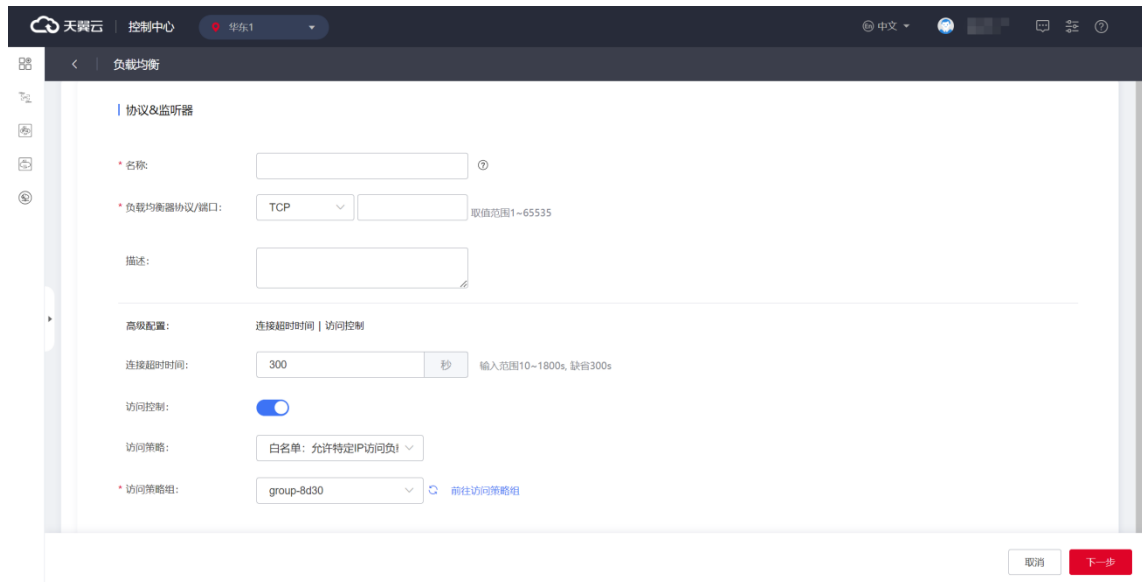 天翼云 控制中心 华东1 En 中文
负载均衡
协议&监听器
* 名称:
* 负载均衡器协议/端口: TCP 取值范围1~65535
描述:
高级配置: 连接超时时间 | 访问控制
连接超时时间: 300 秒 输入范围10~1800s, 缺省300s
访问控制:
访问策略: 白名单: 允许特定IP访问负
* 访问策略组: group-8d30 前往访问策略组
取消 下一步